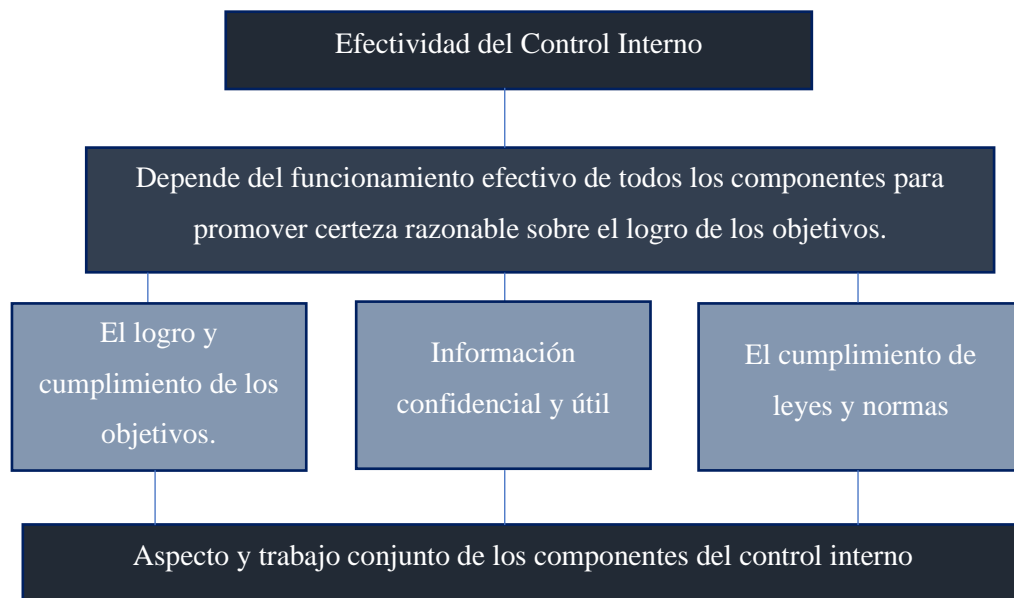 Efectividad del Control Interno
Depende del funcionamiento efectivo de todos los componentes para
promover certeza razonable sobre el logro de los objetivos.
El logro y
cumplimiento de los
objetivos.
Información
confidencial y útil
El cumplimiento de
leyes y normas
Aspecto y trabajo conjunto de los componentes del control interno